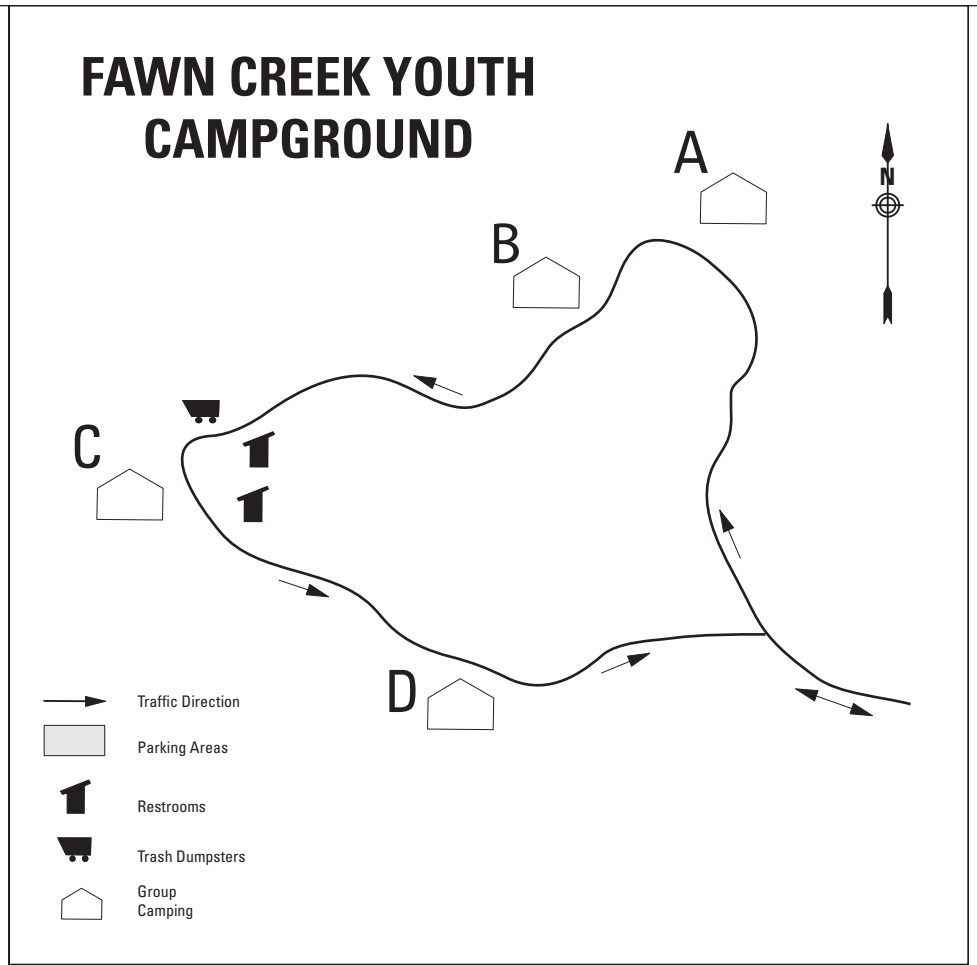 FAWN CREEK YOUTH
CAMPGROUND
A
N
B
C
D
Traffic Direction
Parking Areas
Restrooms
Trash Dumpsters
Group
Camping